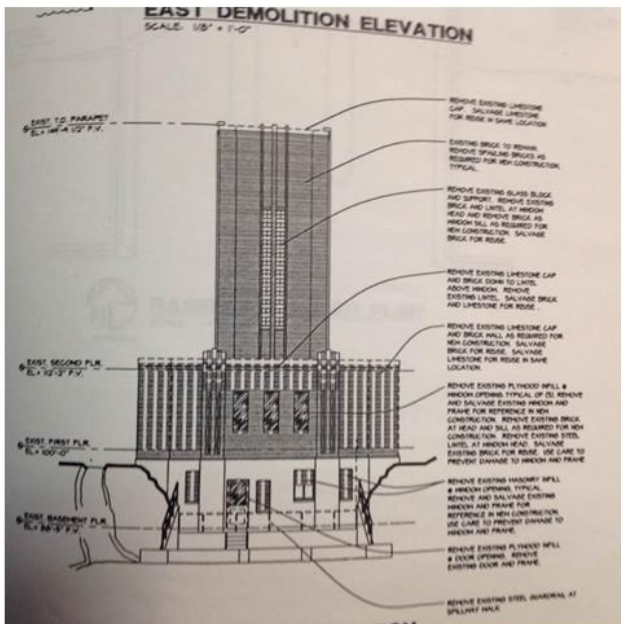 EAST DEMOLITION ELEVATION
SCALE: 1/8" = 1'-0"
EXIST. T.O. PARAPET
REMOVE EXISTING LIMESTONE
CAP. SALVAGE LIMESTONE
FOR REUSE IN SAME LOCATION
EXISTING BRICK TO REMAIN.
REMOVE SPALLING BRICKS AS
REQUIRED FOR NEW CONSTRUCTION
TYPICAL.
REMOVE EXISTING GLASS BLOCK
AND SUPPORT. REMOVE EXISTING
BRICK AND LINTEL AT WINDOW
HEAD AND REMOVE BRICK AS
WINDOW SILL AS REQUIRED FOR
NEW CONSTRUCTION. SALVAGE
BRICK FOR REUSE.
REMOVE EXISTING LIMESTONE CAP
AND BRICK DOWN TO LINTEL
ABOVE WINDOW. REMOVE
EXISTING LINTEL. SALVAGE BRICK
AND LIMESTONE FOR REUSE.
EXIST. SECOND FLR.
EL = 112'-2" F.V.
REMOVE EXISTING LIMESTONE CAP
AND BRICK WALL AS REQUIRED FOR
NEW CONSTRUCTION. SALVAGE
BRICK FOR REUSE. SALVAGE
LIMESTONE FOR REUSE IN SAME
LOCATION.
REMOVE EXISTING PLYWOOD INFILL @
WINDOW OPENING TYPICAL OF (5). REMOVE
AND SALVAGE EXISTING WINDOW AND
FRAME FOR REFERENCE IN NEW
CONSTRUCTION. REMOVE EXISTING BRICK
AT HEAD AND SILL AS REQUIRED FOR NEW
CONSTRUCTION. REMOVE EXISTING STEEL
LINTEL AT WINDOW HEAD. SALVAGE
EXISTING BRICK FOR REUSE. USE CARE TO
PREVENT DAMAGE TO WINDOW AND FRAME
EXIST. FIRST FLR.
EL = 100'-0"
REMOVE EXISTING MASONRY INFILL
@ WINDOW OPENING, TYPICAL.
REMOVE AND SALVAGE EXISTING
WINDOW AND FRAME FOR
REFERENCE IN NEW CONSTRUCTION.
USE CARE TO PREVENT DAMAGE TO
WINDOW AND FRAME.
EXIST. BASEMENT FLR.
REMOVE EXISTING PLYWOOD INFILL
@ DOOR OPENING. REMOVE
EXISTING DOOR AND FRAME.
REMOVE EXISTING STEEL GUARDRAIL AT
SPILLWAY WALK